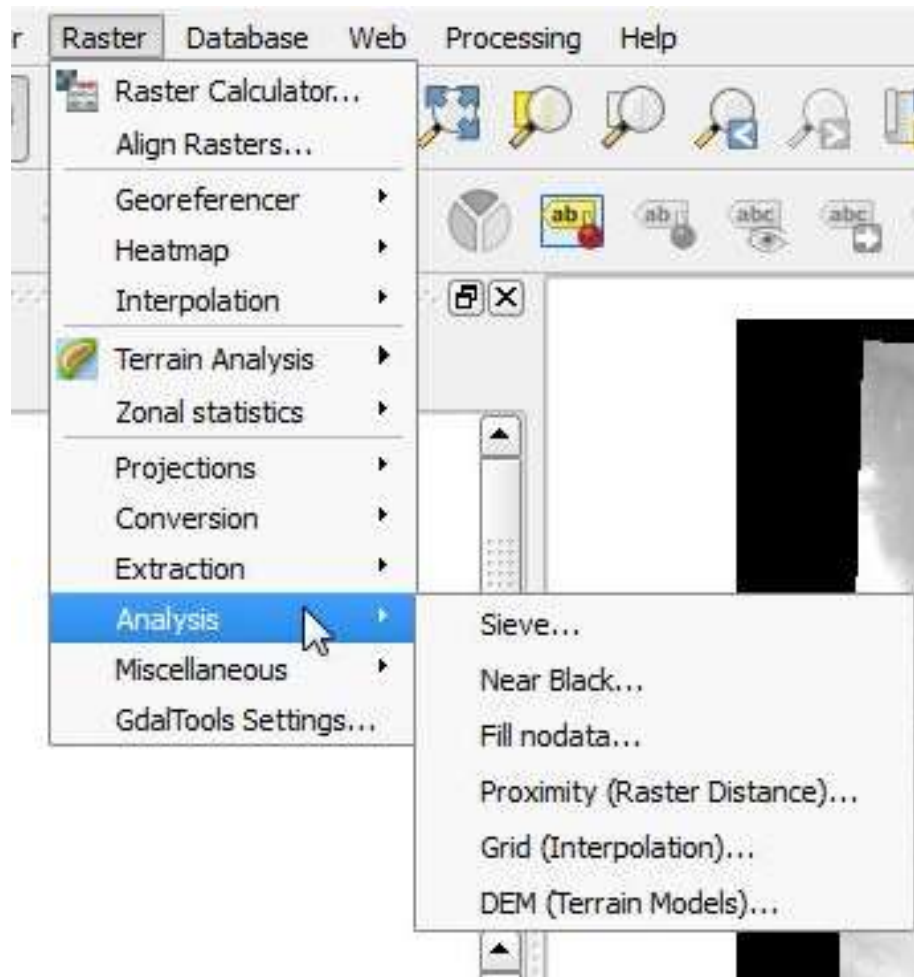 r Raster Database Web Processing Help
Raster Calculator...
Align Rasters...
Georeferencer
Heatmap
Interpolation
Terrain Analysis
Zonal statistics
Projections
Conversion
Extraction
Analysis
Miscellaneous
GdalTools Settings...
ab ab abc abc
Sieve...
Near Black...
Fill nodata...
Proximity (Raster Distance)...
Grid (Interpolation)...
DEM (Terrain Models)...